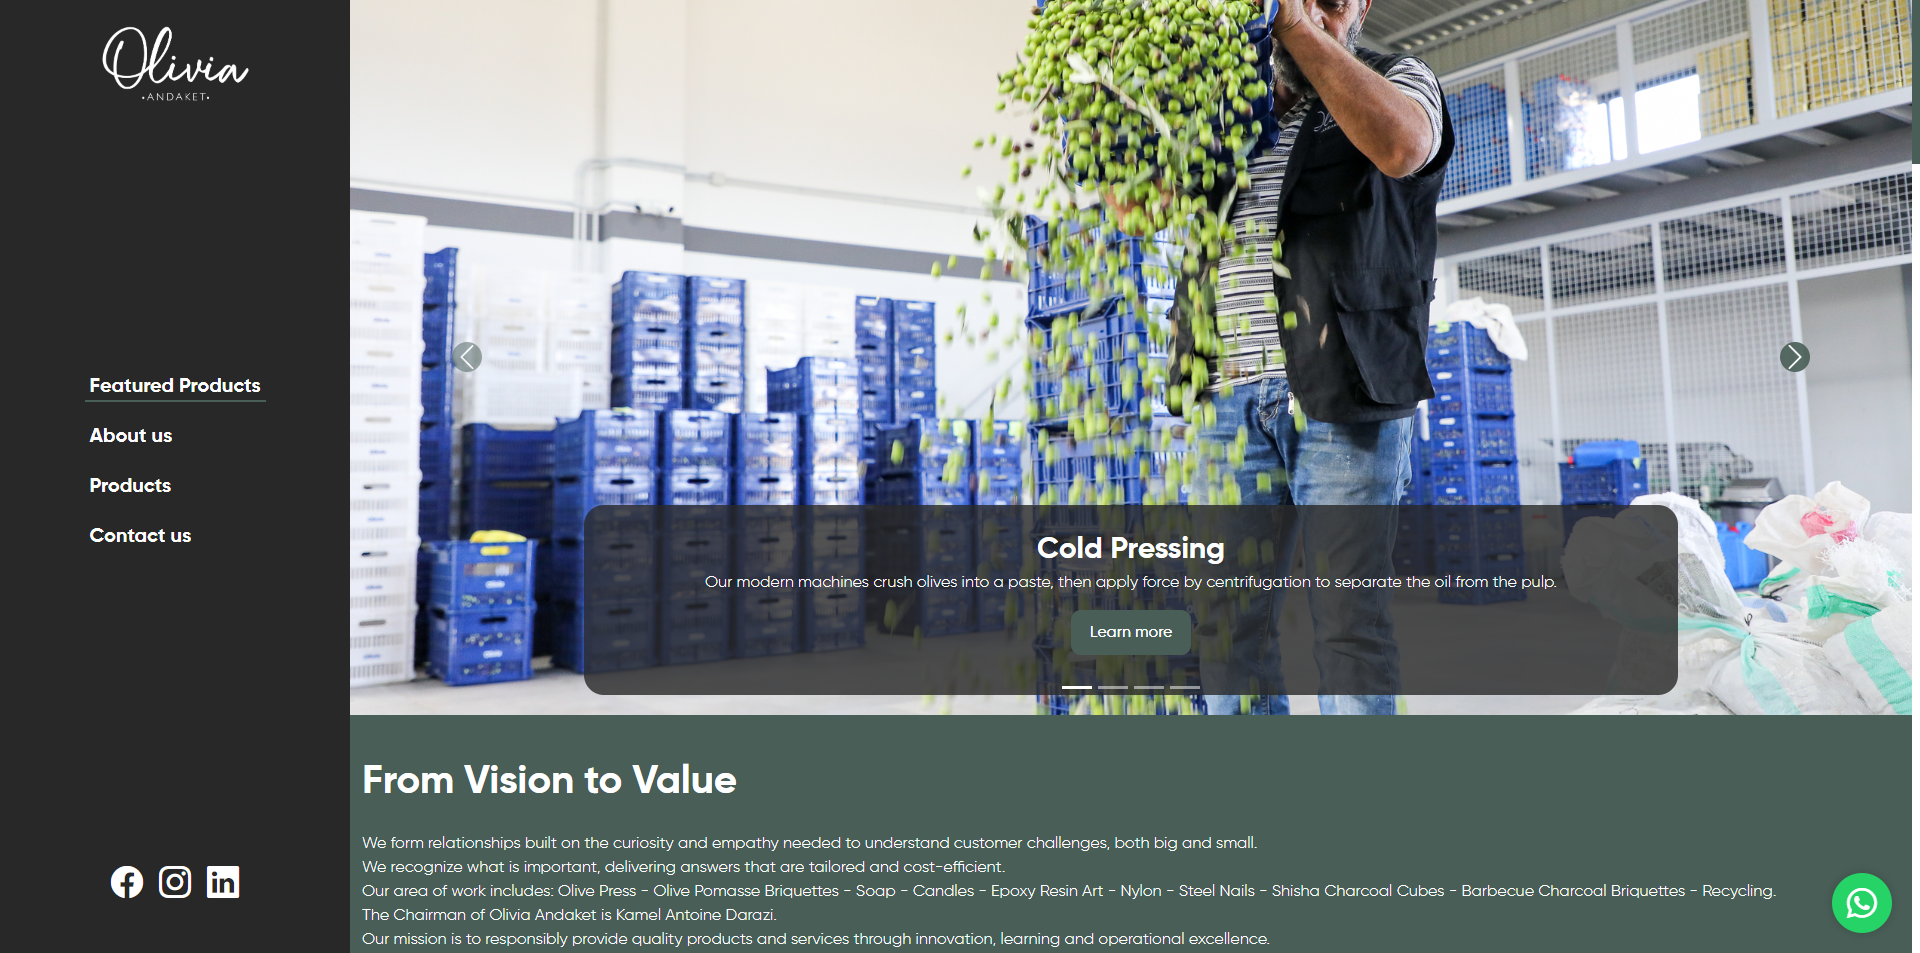 Olivia
•ANDAKET•
Featured Products
About us
Products
Contact us
Cold Pressing
Our modern machines crush olives into a paste, then apply force by centrifugation to separate the oil from the pulp.
Learn more
From Vision to Value
We form relationships built on the curiosity and empathy needed to understand customer challenges, both big and small.
We recognize what is important, delivering answers that are tailored and cost-efficient.
Our area of work includes: Olive Press - Olive Pomasse Briquettes - Soap - Candles - Epoxy Resin Art - Nylon - Steel Nails - Shisha Charcoal Cubes - Barbecue Charcoal Briquettes - Recycling.
The Chairman of Olivia Andaket is Kamel Antoine Darazi.
Our mission is to responsibly provide quality products and services through innovation, learning and operational excellence.